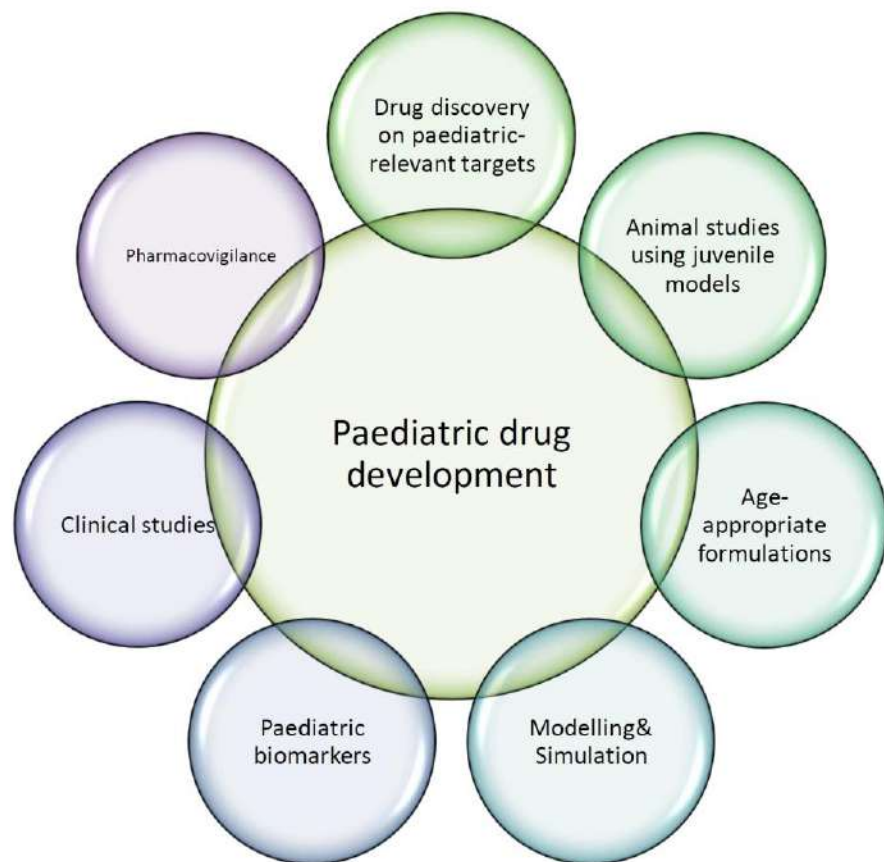 Drug discovery
on paediatric-
relevant targets
Animal studies
using juvenile
models
Age-
appropriate
formulations
Modelling&
Simulation
Paediatric
biomarkers
Clinical studies
Pharmacovigilance
Paediatric drug
development